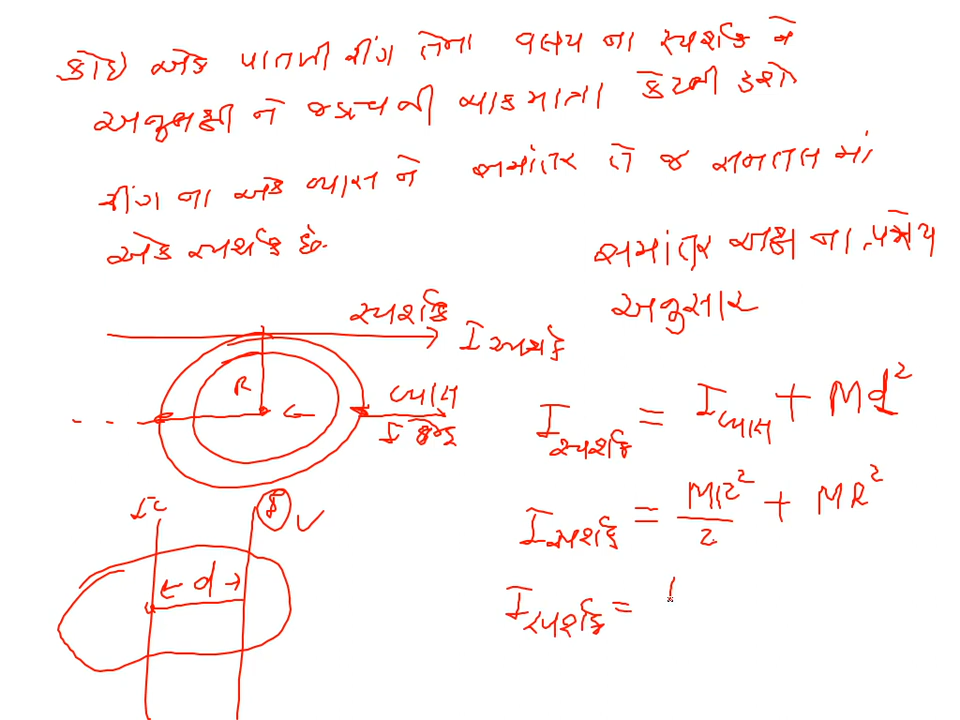 કોઈ એક પાતળી રીંગ તેના વલય ના સ્પર્શક ને
અનુલક્ષી ને જડત્વ ની ચાકમાત્રા કેટલી હશે
રીંગ ના એક વ્યાસ ને સમાંતર તે જ સમતલ માં
એક સ્પર્શક છે.
સમાંતર અક્ષ ના પ્રમેય
અનુસાર
સ્પર્શક
I સ્પર્શક
R
વ્યાસ
I કેન્દ્ર
I સ્પર્શક = I વ્યાસ + Md²
I સ્પર્શક = MR²/2 + MR²
I સ્પર્શક =
Ic
d